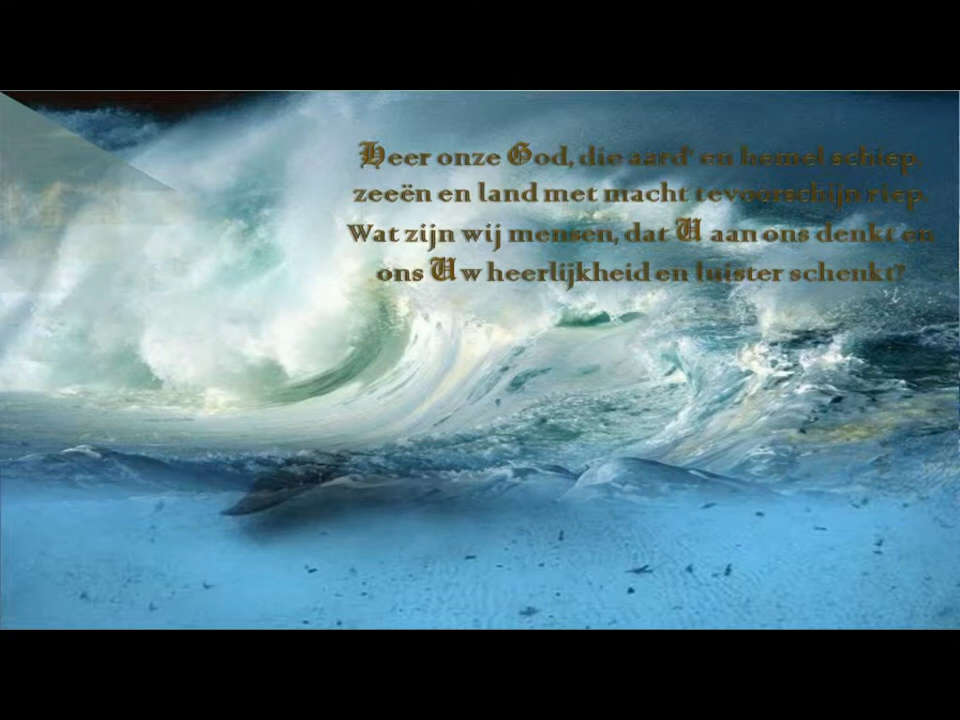 Heer onze God, die aard' en hemel schiep,
zeeën en land met macht tevoorschijn riep.
Wat zijn wij mensen, dat U aan ons denkt en
ons Uw heerlijkheid en luister schenkt?